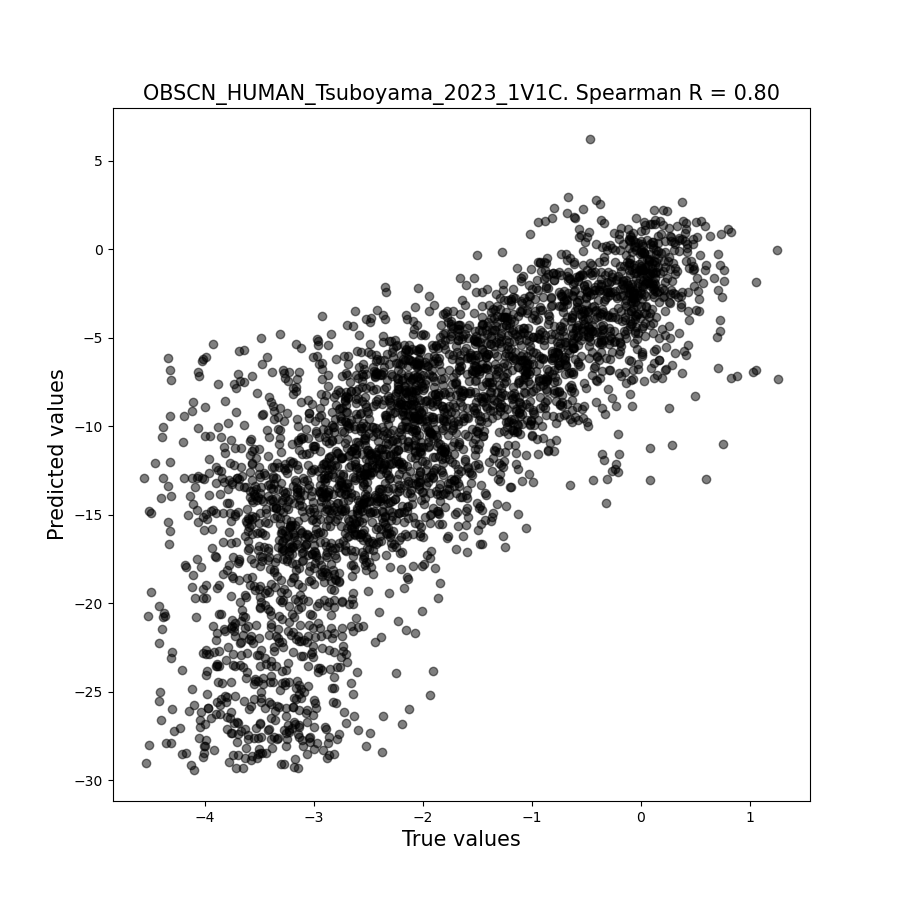 OBSCN_HUMAN_Tsuboyama_2023_1V1C. Spearman R = 0.80
5
0
−5
−10
−15
−20
−25
−30
Predicted values
−4 −3 −2 −1 0 1
True values